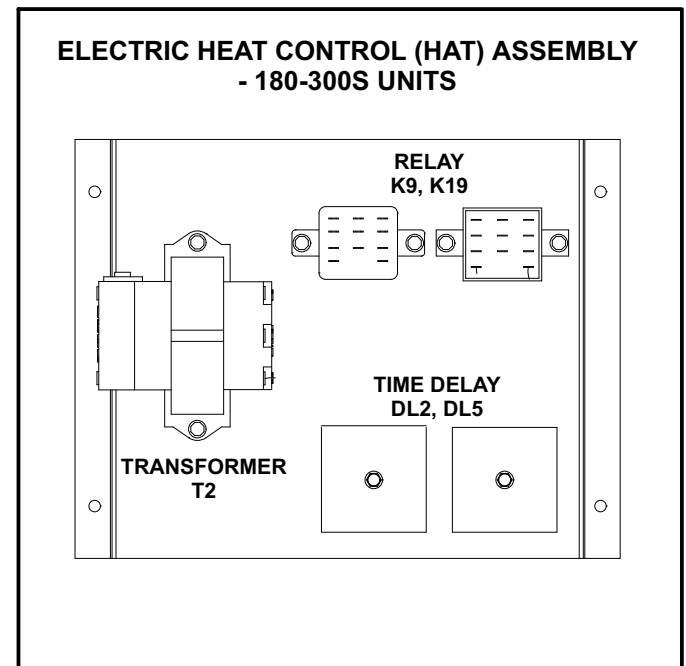 ELECTRIC HEAT CONTROL (HAT) ASSEMBLY
- 180-300S UNITS
RELAY
K9, K19
TIME DELAY
DL2, DL5
TRANSFORMER
T2